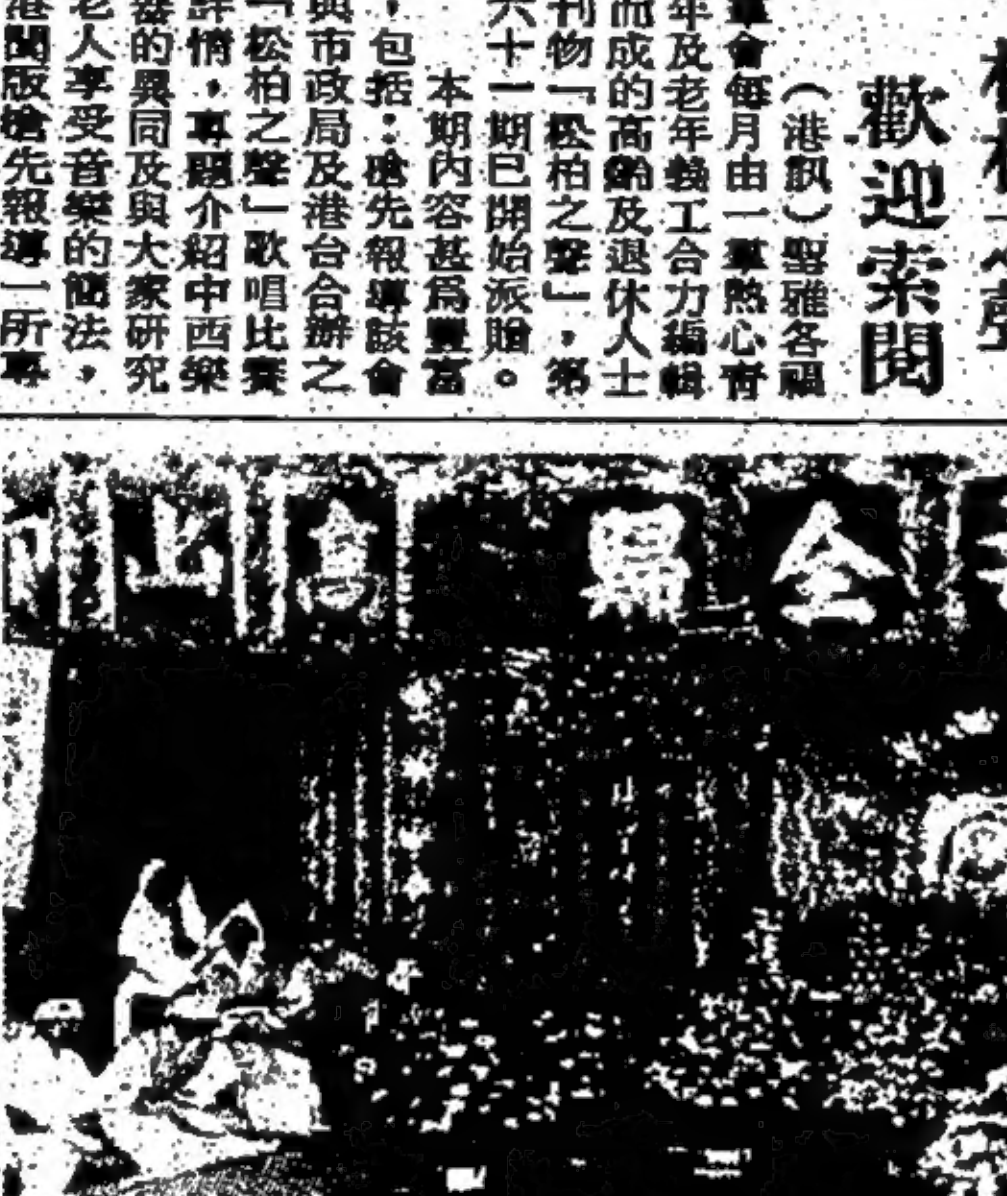 歡迎索閱
（港訊）聖雅各福
羣會每月由一羣熱心青
年及老年義工合力編輯
而成的高齡及退休人士
刊物「松柏之聲」，第
六十一期已開始派贈。
本期內容甚為豐富
，包括：搶先報導該會
與市政局及港台合辦之
「松柏之聲」歌唱比賽
詳情，專題介紹中西樂
器的異同及與大家研究
老人享受音樂的簡法，
港聞版搶先報導一所專
全
高
山